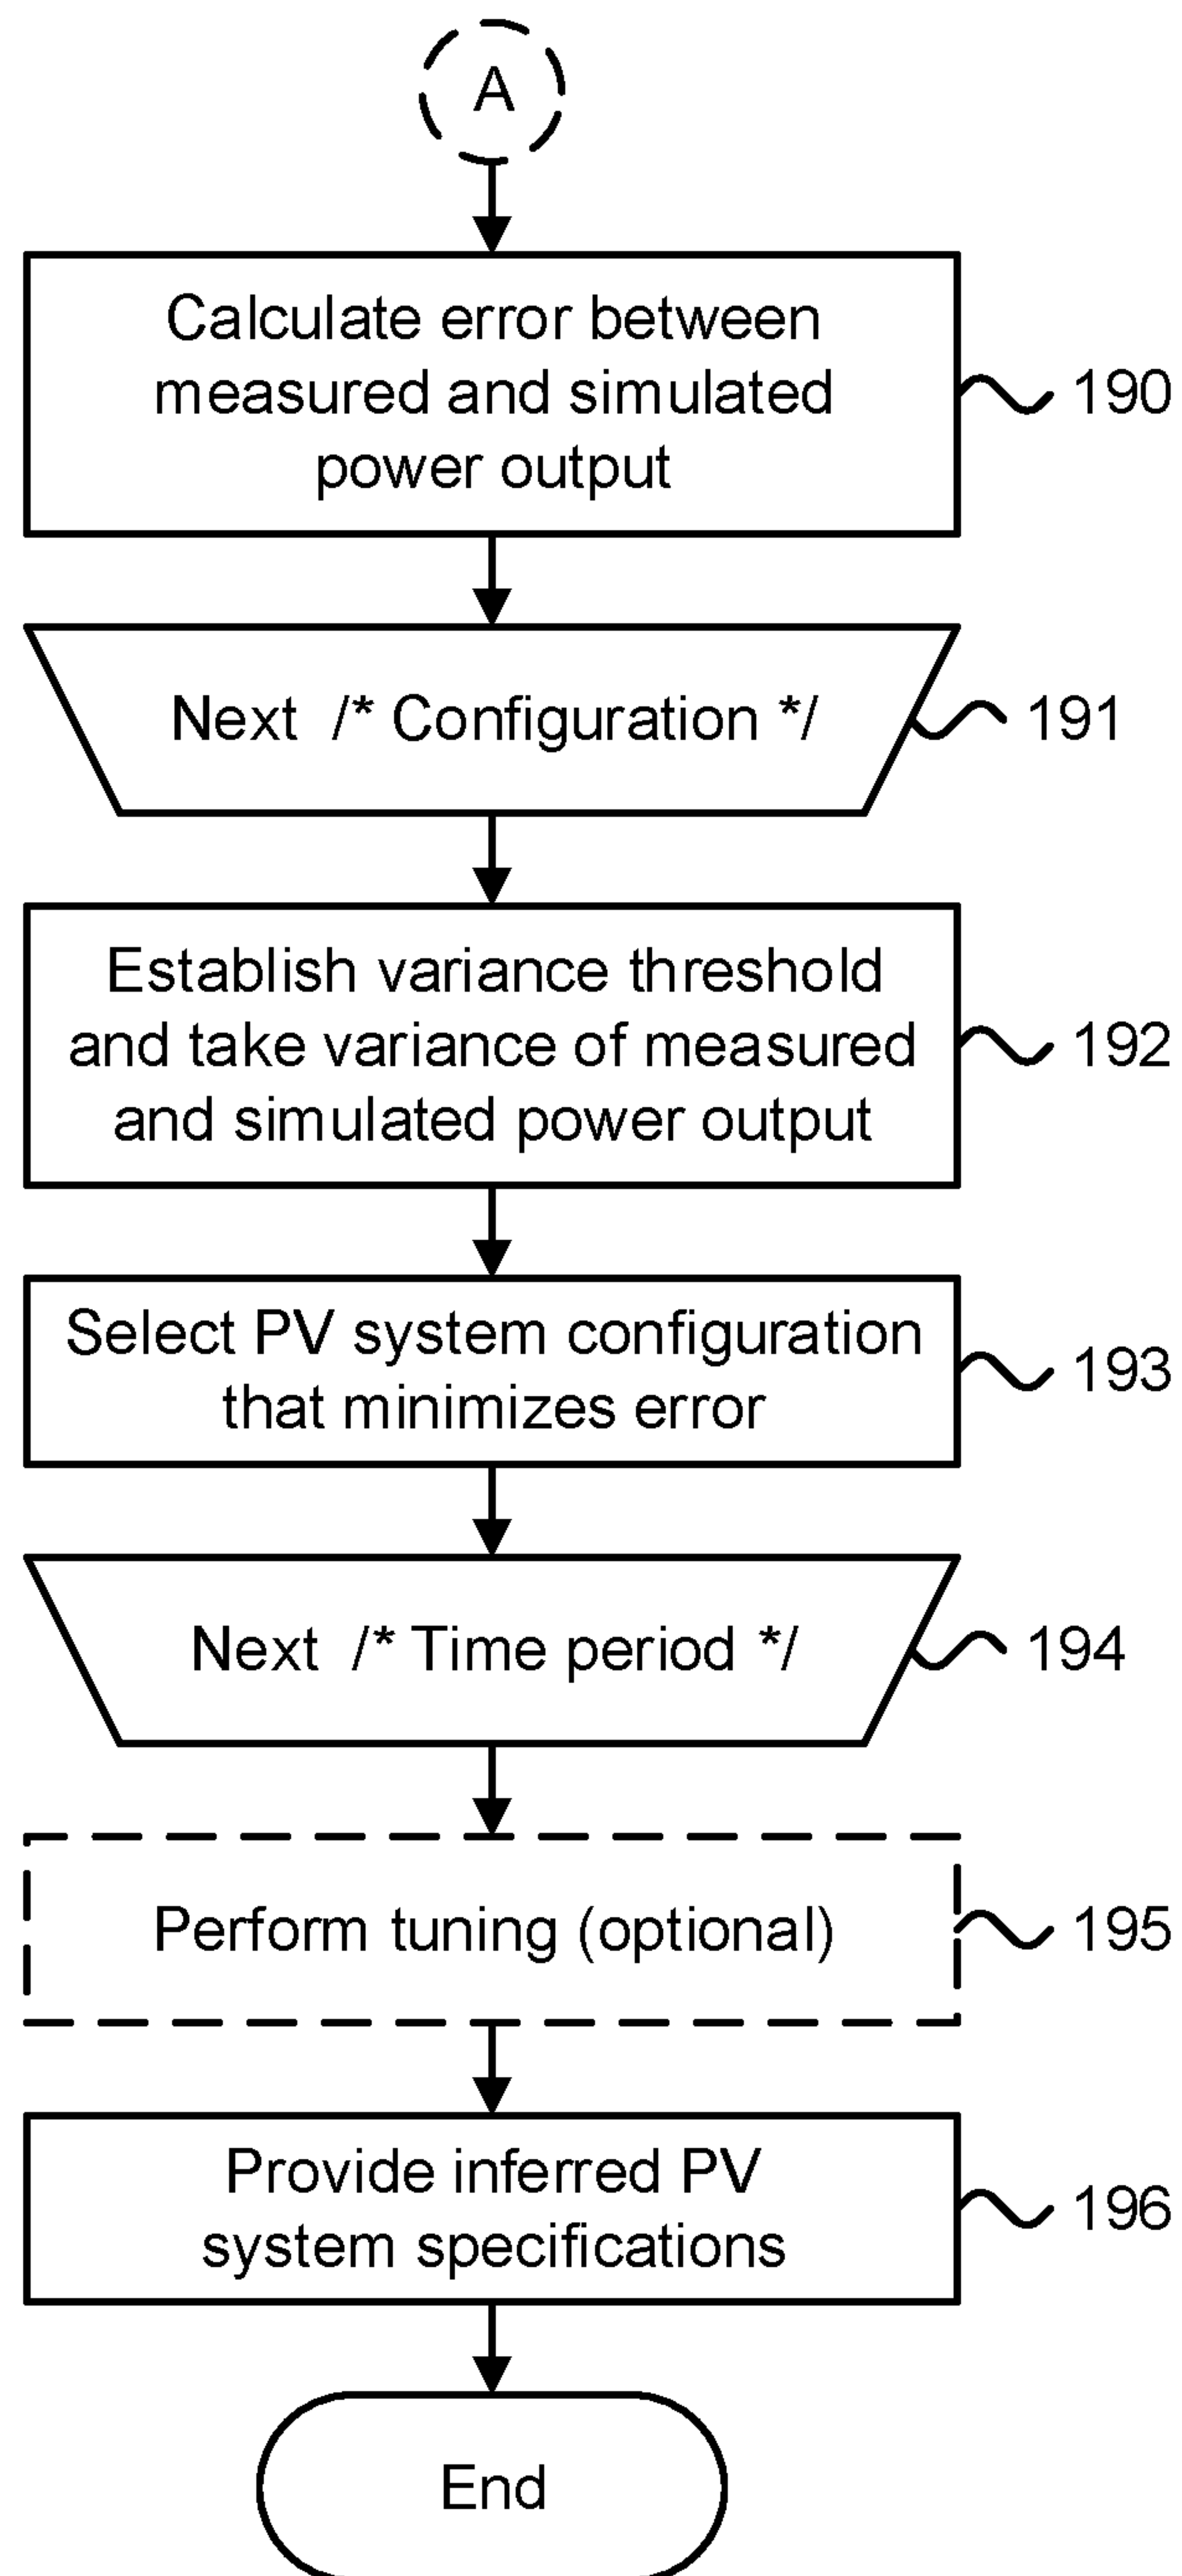 A
Calculate error between
measured and simulated
power output
190
Next /* Configuration */
191
Establish variance threshold
and take variance of measured
and simulated power output
192
Select PV system configuration
that minimizes error
193
Next /* Time period */
194
Perform tuning (optional)
195
Provide inferred PV
system specifications
196
End